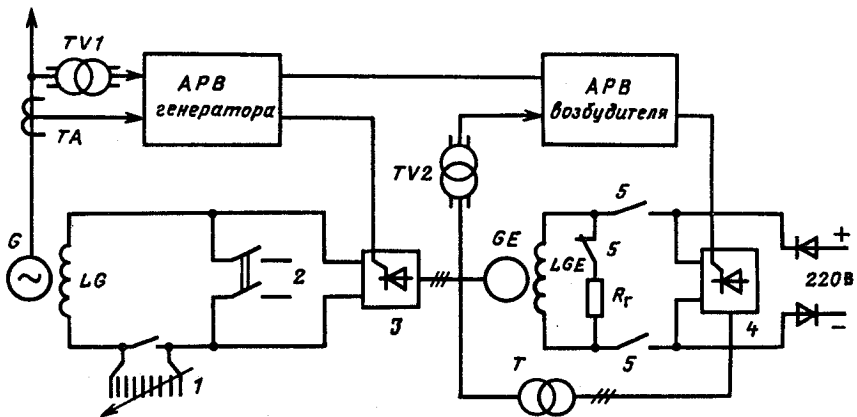 TV1
АРВ
генератора
TA
АРВ
возбудителя
TV2
G
LG
2
3
GE
LGE
5
5
Rг
5
4
+
220В
–
T
1